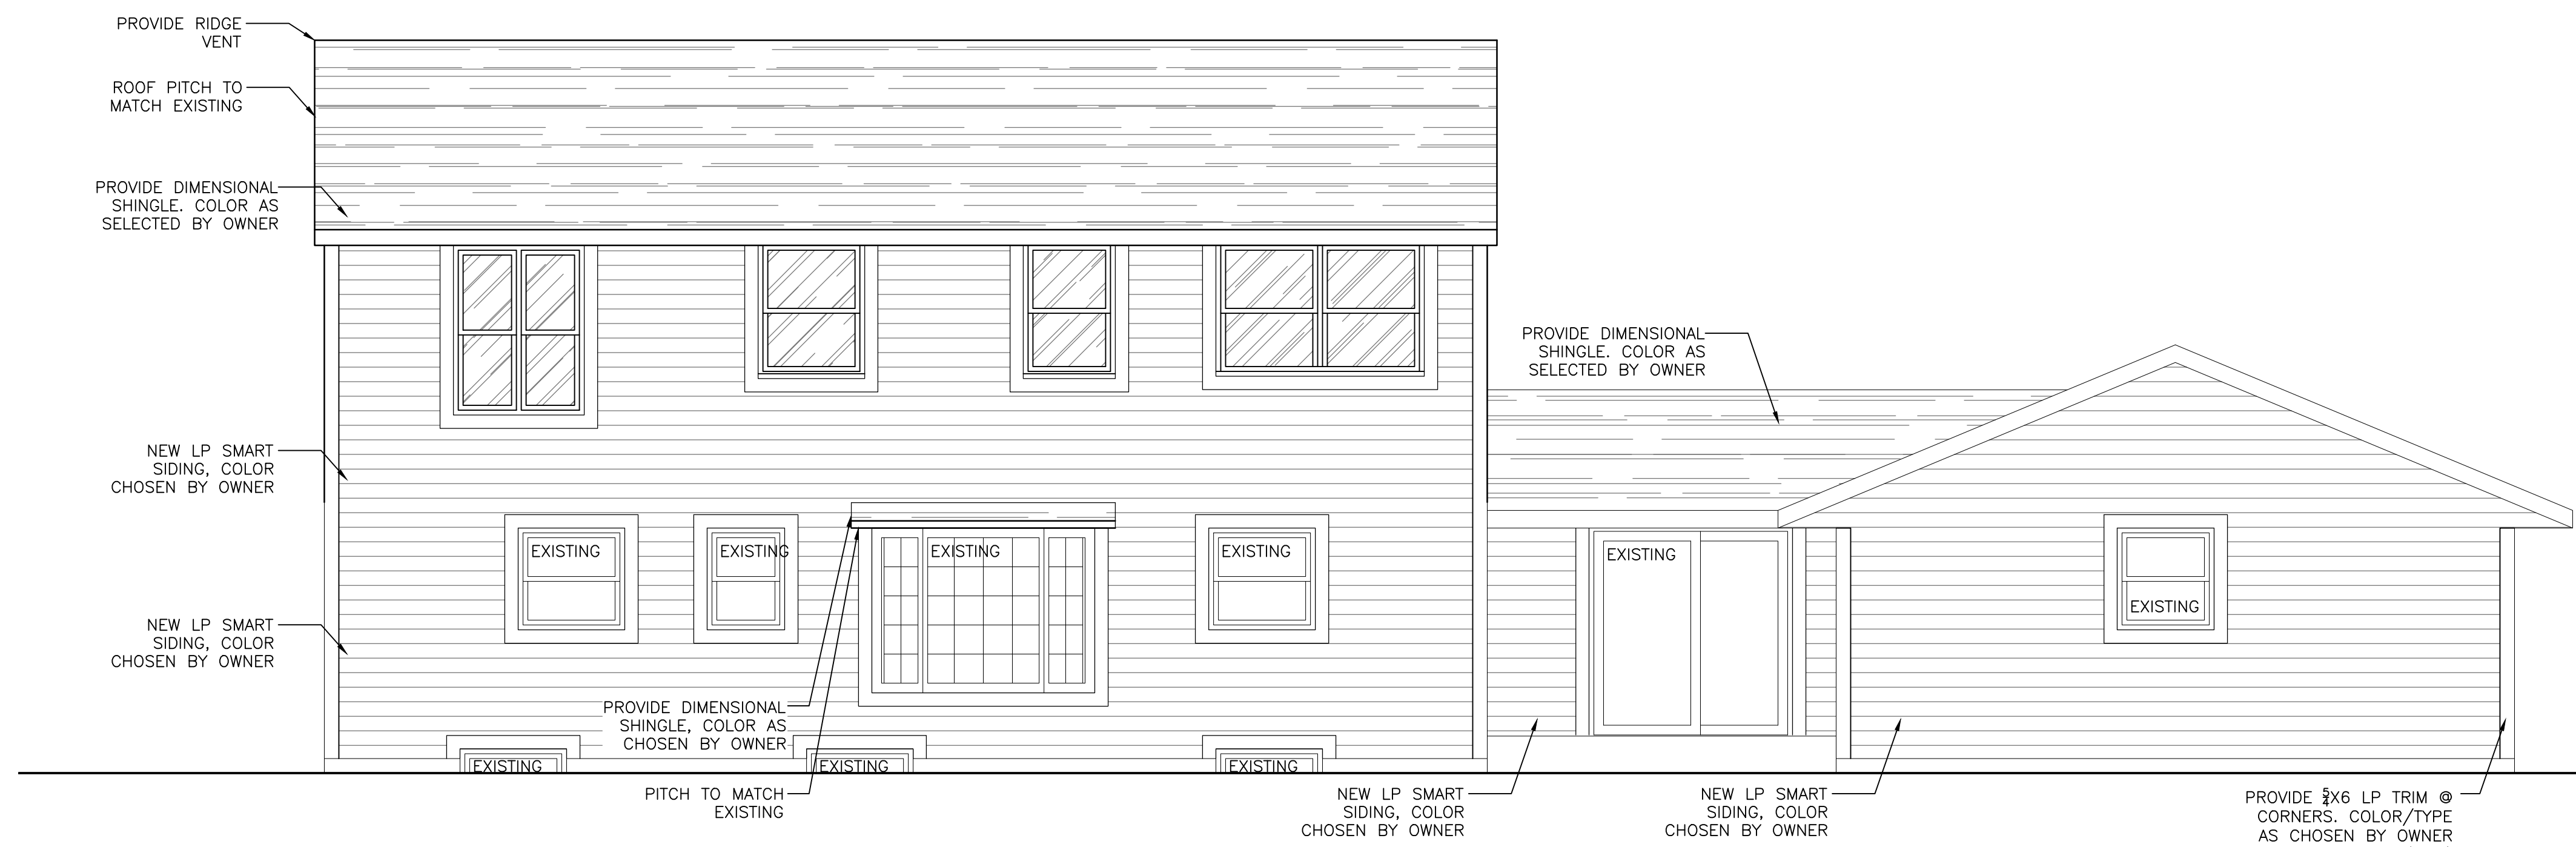 PROVIDE RIDGE
VENT
ROOF PITCH TO
MATCH EXISTING
PROVIDE DIMENSIONAL
SHINGLE. COLOR AS
SELECTED BY OWNER
PROVIDE DIMENSIONAL
SHINGLE. COLOR AS
SELECTED BY OWNER
NEW LP SMART
SIDING, COLOR
CHOSEN BY OWNER
EXISTING
EXISTING
EXISTING
EXISTING
EXISTING
EXISTING
NEW LP SMART
SIDING, COLOR
CHOSEN BY OWNER
PROVIDE DIMENSIONAL
SHINGLE, COLOR AS
CHOSEN BY OWNER
EXISTING
EXISTING
EXISTING
PITCH TO MATCH
EXISTING
NEW LP SMART
SIDING, COLOR
CHOSEN BY OWNER
NEW LP SMART
SIDING, COLOR
CHOSEN BY OWNER
PROVIDE 5/4X6 LP TRIM @
CORNERS. COLOR/TYPE
AS CHOSEN BY OWNER